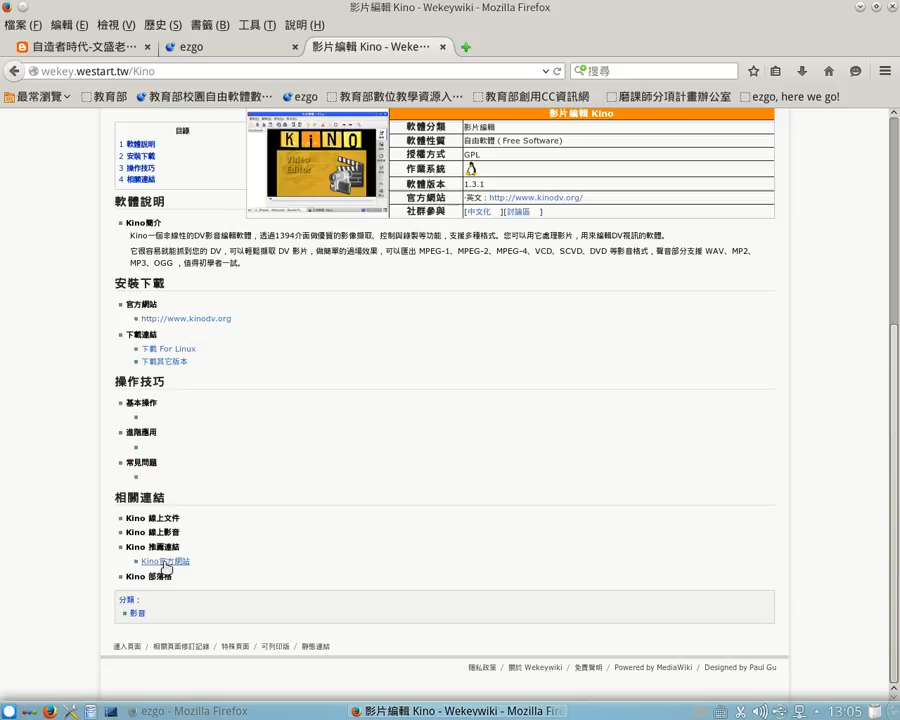 影片編輯 Kino - Wekeywiki - Mozilla Firefox
檔案 (F) 編輯 (E) 檢視 (V) 歷史 (S) 書籤 (B) 工具 (T) 說明 (H)
自造者時代-文盛老··· × ezgo × 影片編輯 Kino - Weke··· ×
wekey.westart.tw/Kino 搜尋
最常瀏覽 教育部 教育部校園自由軟體數··· ezgo 教育部數位教學資源入··· 教育部創用CC資訊網 磨課師分項計畫辦公室 ezgo, here we go!
影片編輯 Kino
目錄
1 軟體說明
2 安裝下載
3 操作技巧
4 相關連結
KiNO
Video
Editor
軟體分類 影片編輯
軟體性質 自由軟體 ( Free Software)
授權方式 GPL
作業系統
軟體版本 1.3.1
官方網站 ·英文：http://www.kinodv.org/
社群參與 [中文化 ][討論區 ]
軟體說明
Kino簡介
Kino一個非線性的DV影音編輯軟體，透過1394介面做優質的影像擷取、控制與錄製等功能，支援多種格式。您可以用它處理影片，用來編輯DV視訊的軟體。
它很容易就能抓到您的 DV，可以輕鬆擷取 DV 影片，做簡單的過場效果，可以匯出 MPEG-1、MPEG-2、MPEG-4、VCD、SCVD、DVD 等影音格式，聲音部分支援 WAV、MP2、
MP3、OGG ，值得初學者一試。
安裝下載
官方網站
http://www.kinodv.org
下載連結
下載 For Linux
下載其它版本
操作技巧
基本操作
進階應用
常見問題
相關連結
Kino 線上文件
Kino 線上影音
Kino 推薦連結
Kino官方網站
Kino 部落格
分類：
影音
連入頁面 / 相關頁面修訂記錄 / 特殊頁面 / 可列印版 / 靜態連結
隱私政策 / 關於 Wekeywiki / 免責聲明 / Powered by MediaWiki / Designed by Paul Gu
ezgo - Mozilla Firefox 影片編輯 Kino - Wekeywiki - Mozilla Fire 13:05